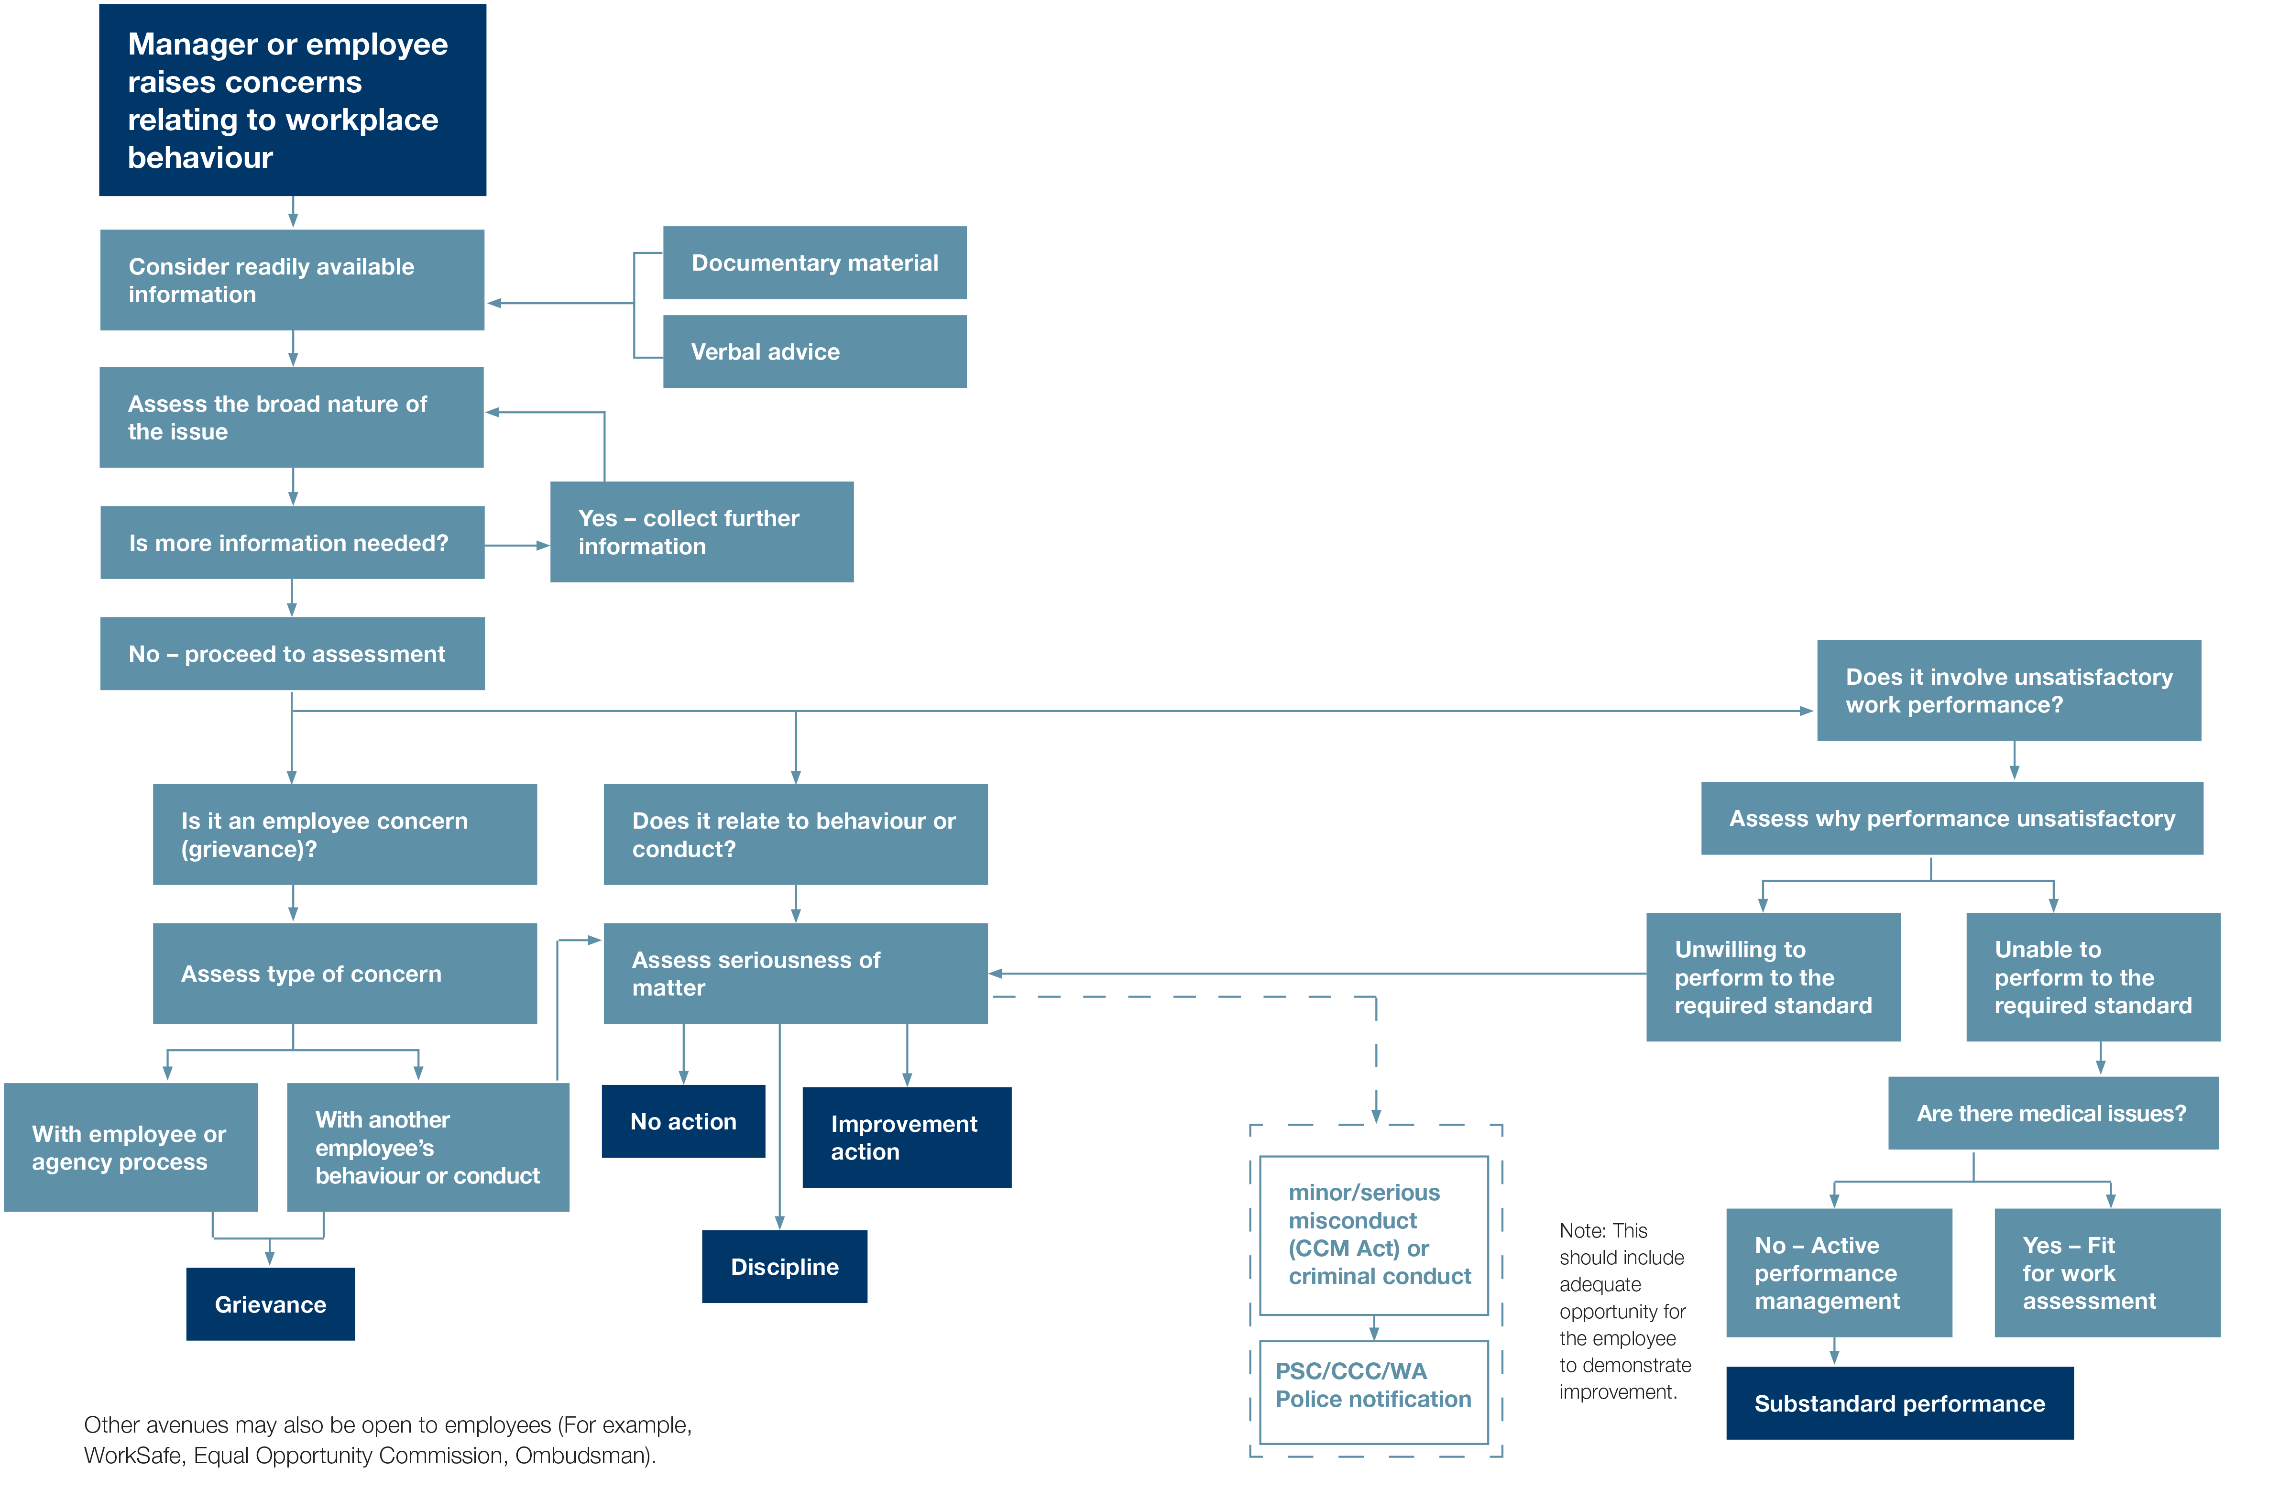 Manager or employee
raises concerns
relating to workplace
behaviour
Consider readily available
information
Documentary material
Verbal advice
Assess the broad nature of
the issue
Is more information needed?
Yes – collect further
information
No – proceed to assessment
Does it involve unsatisfactory
work performance?
Is it an employee concern
(grievance)?
Does it relate to behaviour or
conduct?
Assess why performance unsatisfactory
Assess type of concern
Assess seriousness of
matter
Unwilling to
perform to the
required standard
Unable to
perform to the
required standard
With employee or
agency process
With another
employee’s
behaviour or conduct
No action
Improvement
action
Are there medical issues?
Discipline
Grievance
minor/serious
misconduct
(CCM Act) or
criminal conduct
PSC/CCC/WA
Police notification
Note: This
should include
adequate
opportunity for
the employee
to demonstrate
improvement.
No – Active
performance
management
Yes – Fit
for work
assessment
Substandard performance
Other avenues may also be open to employees (For example,
WorkSafe, Equal Opportunity Commission, Ombudsman).